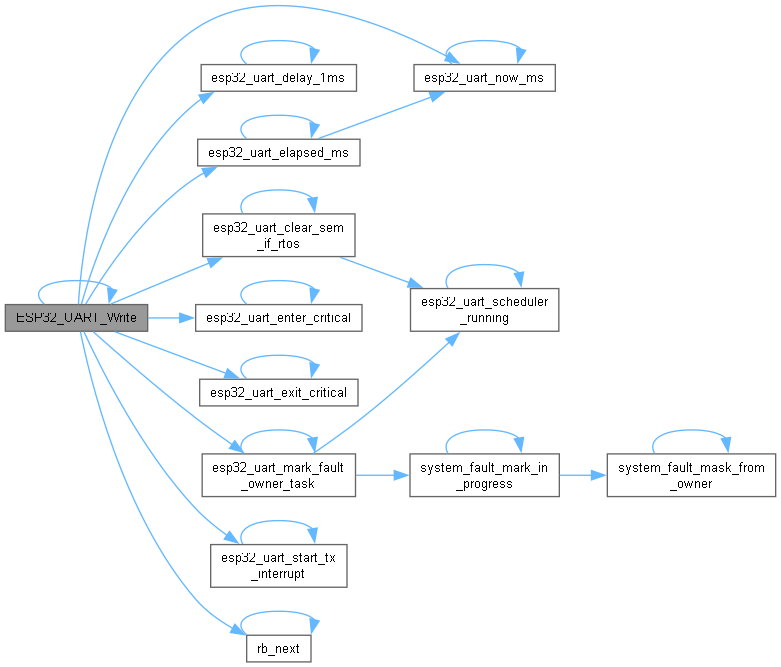 esp32_uart_delay_1ms
esp32_uart_now_ms
esp32_uart_elapsed_ms
esp32_uart_clear_sem
_if_rtos
esp32_uart_scheduler
_running
ESP32_UART_Write
esp32_uart_enter_critical
esp32_uart_exit_critical
esp32_uart_mark_fault
_owner_task
system_fault_mark_in
_progress
system_fault_mask_from
_owner
esp32_uart_start_tx
_interrupt
rb_next